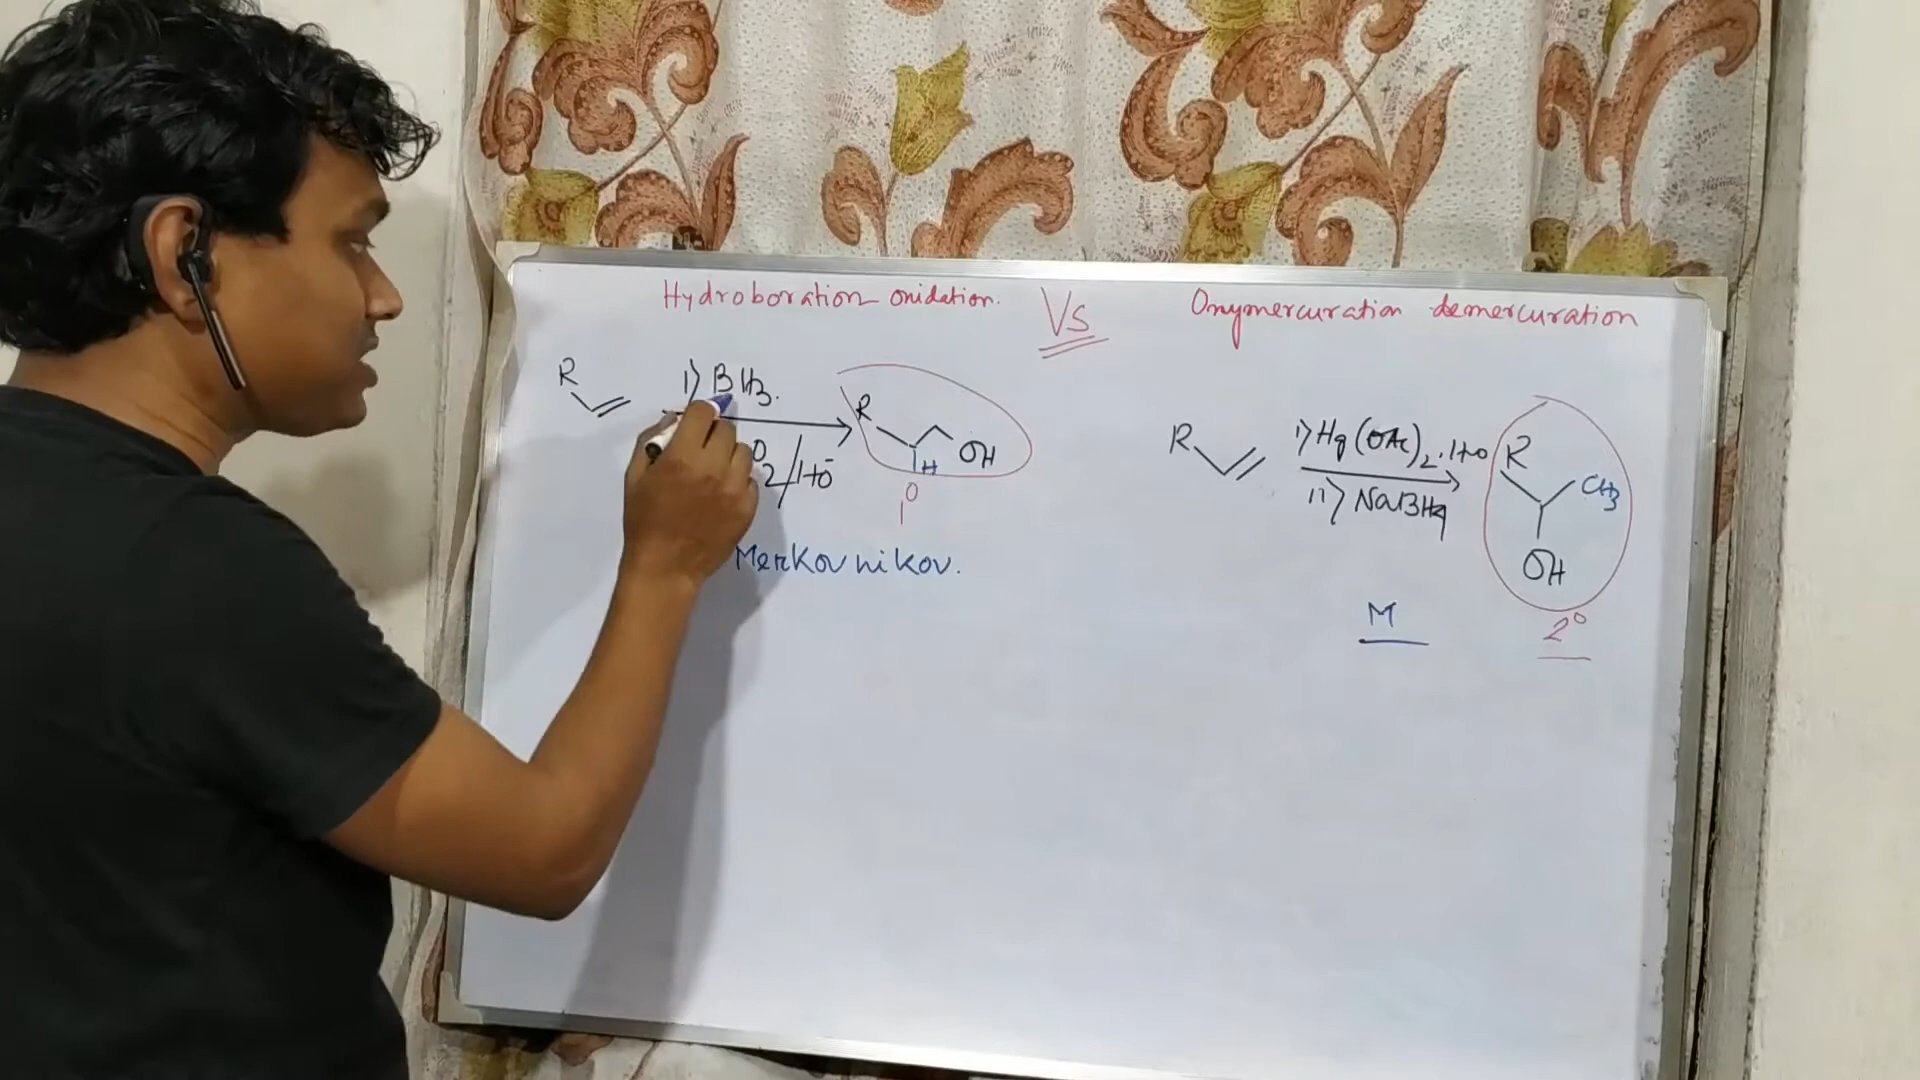 Hydroboration oxidation. Vs Oxymercuration demercuration
R
1) BH3.
R
OH
H
2/HO-
1°
Merkovnikov.
R
1) Hg(OAc)2.H2O
11) NaBH4
R
CH3
OH
M
2°